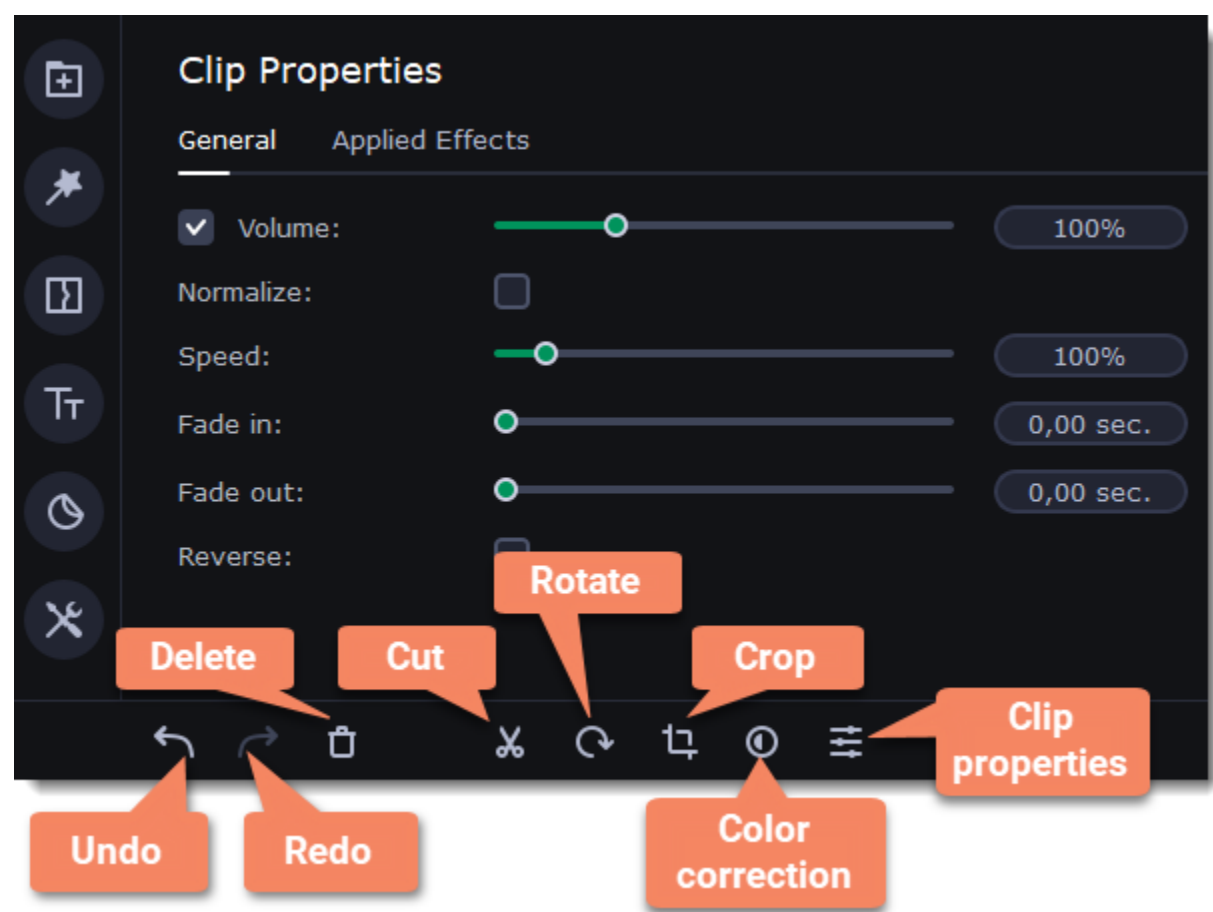 Clip Properties
General Applied Effects
Volume: 100%
Normalize:
Speed: 100%
Fade in: 0,00 sec.
Fade out: 0,00 sec.
Reverse:
Rotate
Delete Cut Crop
Clip
properties
Undo Redo
Color
correction